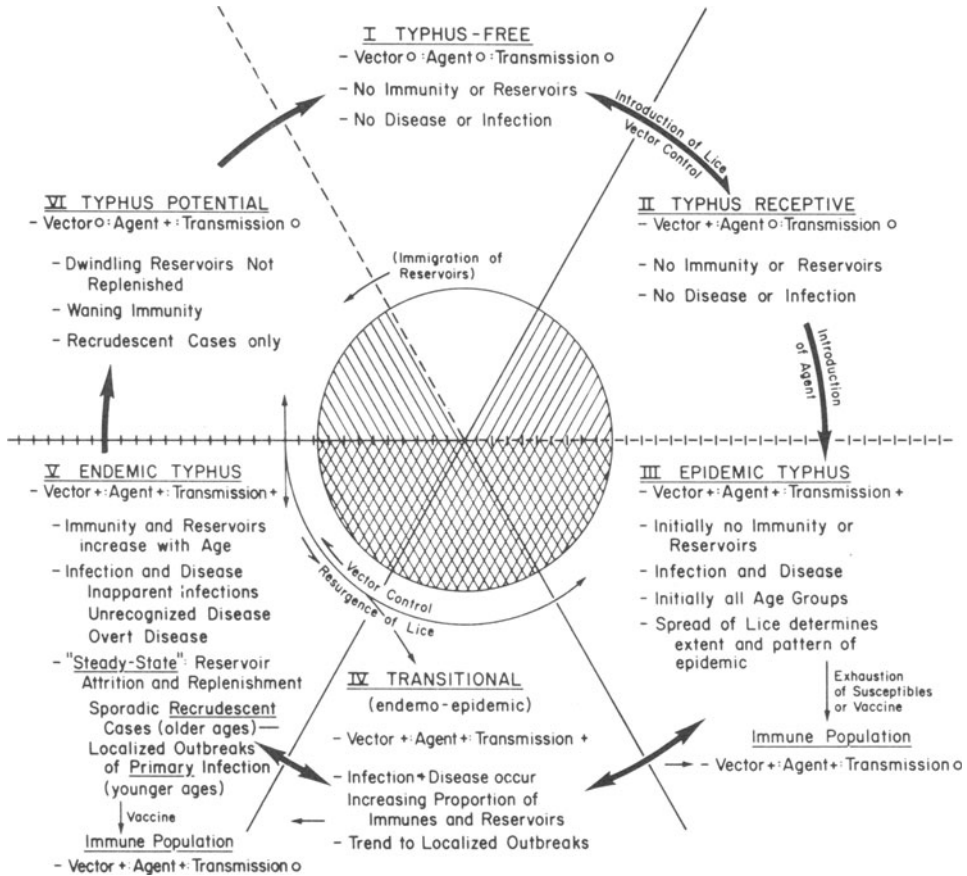 I TYPHUS-FREE
- Vector O : Agent O : Transmission O
- No Immunity or Reservoirs
- No Disease or Infection
Introduction of Lice
Vector Control
II TYPHUS RECEPTIVE
- Vector + : Agent O : Transmission O
- No Immunity or Reservoirs
- No Disease or Infection
Introduction
of Agent
III EPIDEMIC TYPHUS
- Vector + : Agent + : Transmission +
- Initially no Immunity or
Reservoirs
- Infection and Disease
- Initially all Age Groups
- Spread of Lice determines
extent and pattern of
epidemic
Exhaustion
of Susceptibles
or Vaccine
Immune Population
- Vector + : Agent + : Transmission O
IV TRANSITIONAL
(endemo-epidemic)
- Vector + : Agent + : Transmission +
- Infection + Disease occur
Increasing Proportion of
Immunes and Reservoirs
- Trend to Localized Outbreaks
V ENDEMIC TYPHUS
- Vector + : Agent + : Transmission +
- Immunity and Reservoirs
increase with Age
- Infection and Disease
Inapparent infections
Unrecognized Disease
Overt Disease
- "Steady-State": Reservoir
Attrition and Replenishment
Sporadic Recrudescent
Cases (older ages)—
Localized Outbreaks
of Primary Infection
(younger ages)
Vaccine
Immune Population
- Vector + : Agent + : Transmission O
VI TYPHUS POTENTIAL
- Vector O : Agent + : Transmission O
- Dwindling Reservoirs Not
Replenished
- Waning Immunity
- Recrudescent Cases only
(Immigration of
Reservoirs)
Vector Control
Resurgence of Lice